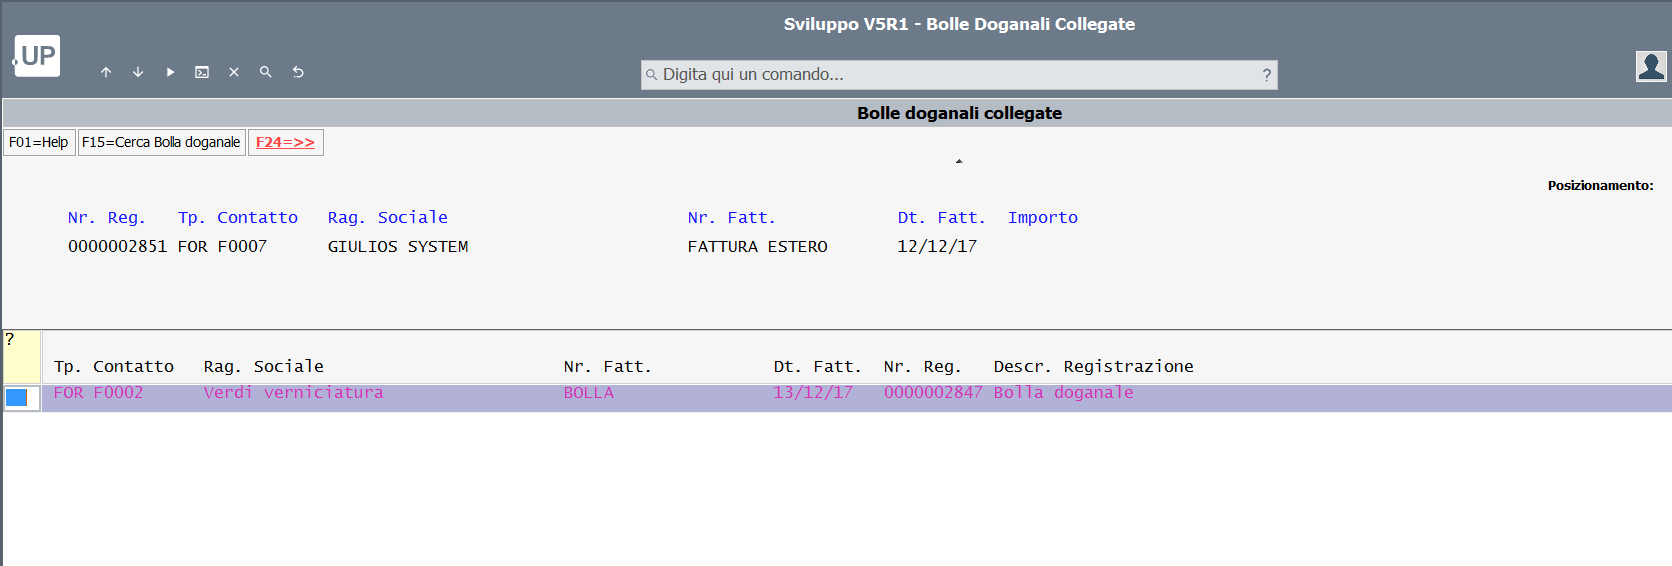 Sviluppo V5R1 - Bolle Doganali Collegate
.UP
Digita qui un comando... ?
Bolle doganali collegate
F01=Help F15=Cerca Bolla doganale F24=>>
Posizionamento:
Nr. Reg. Tp. Contatto Rag. Sociale Nr. Fatt. Dt. Fatt. Importo
0000002851 FOR F0007 GIULIOS SYSTEM FATTURA ESTERO 12/12/17
?
Tp. Contatto Rag. Sociale Nr. Fatt. Dt. Fatt. Nr. Reg. Descr. Registrazione
FOR F0002 Verdi verniciatura BOLLA 13/12/17 0000002847 Bolla doganale